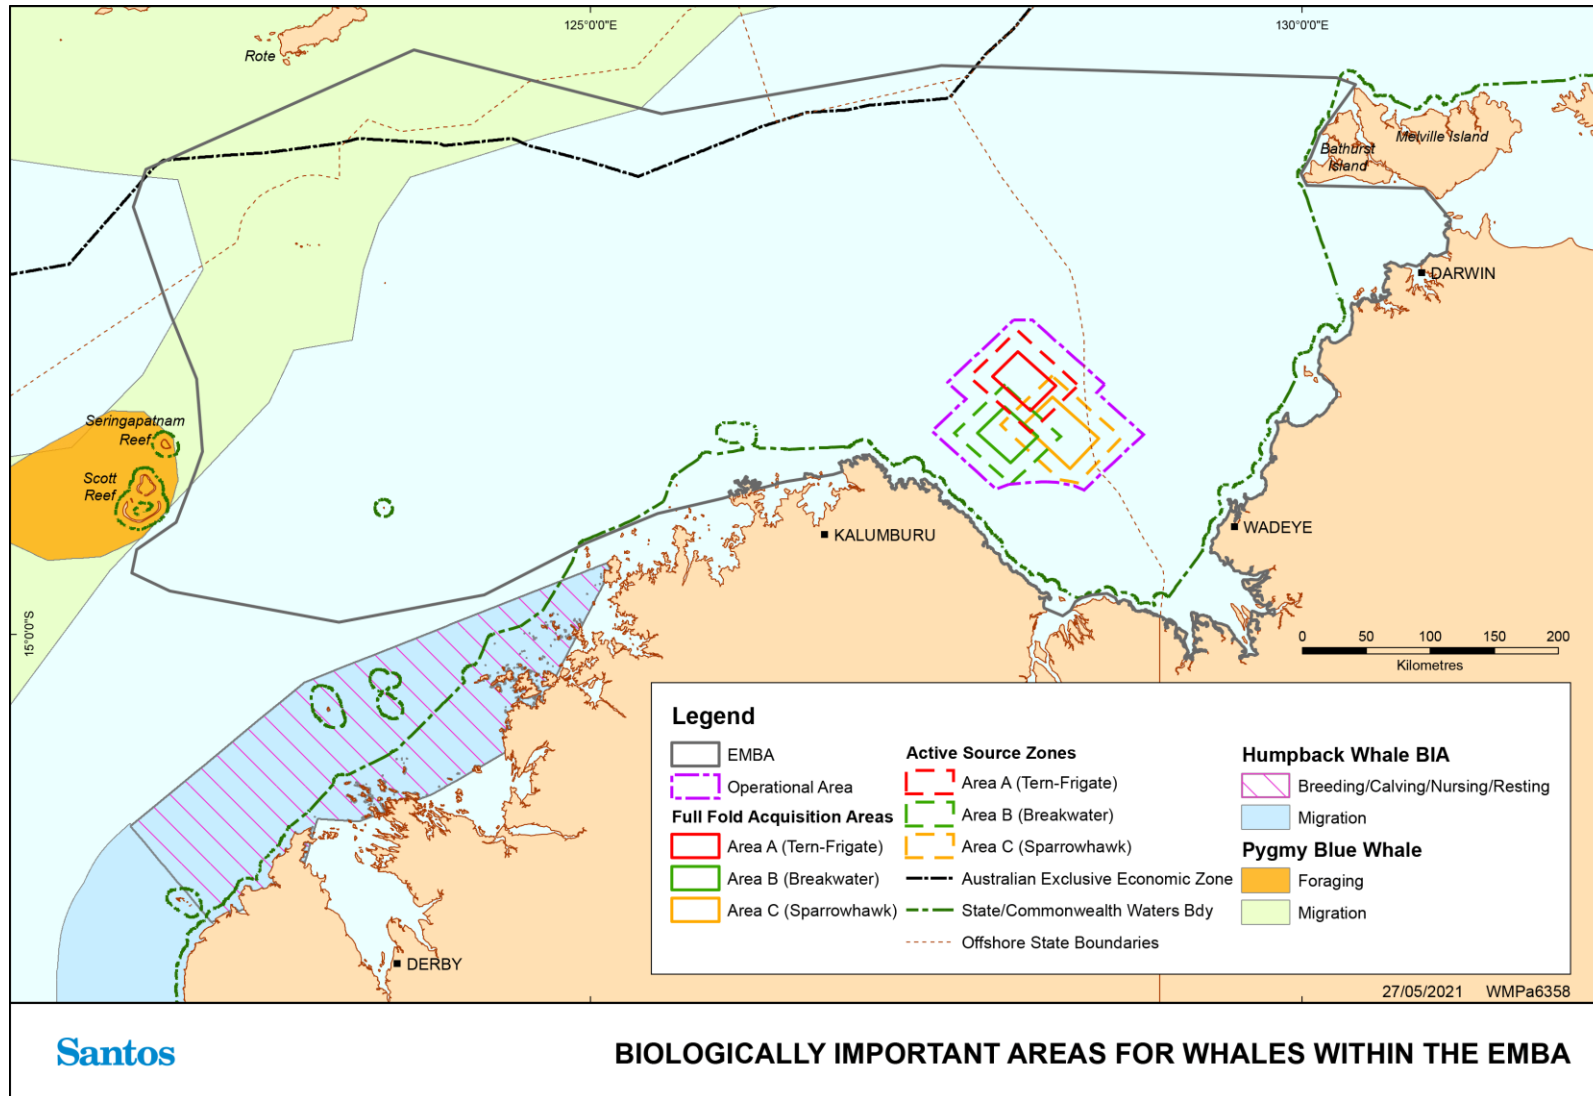 125°0'0"E
130°0'0"E
Rote
Melville Island
Bathurst
Island
DARWIN
Seringapatnam
Reef
Scott
Reef
KALUMBURU
WADEYE
15°0'0"S
0 50 100 150 200
Kilometres
DERBY
Legend
EMBA
Operational Area
Full Fold Acquisition Areas
Area A (Tern-Frigate)
Area B (Breakwater)
Area C (Sparrowhawk)
Active Source Zones
Area A (Tern-Frigate)
Area B (Breakwater)
Area C (Sparrowhawk)
Australian Exclusive Economic Zone
State/Commonwealth Waters Bdy
Offshore State Boundaries
Humpback Whale BIA
Breeding/Calving/Nursing/Resting
Migration
Pygmy Blue Whale
Foraging
Migration
27/05/2021 WMPa6358
Santos
BIOLOGICALLY IMPORTANT AREAS FOR WHALES WITHIN THE EMBA